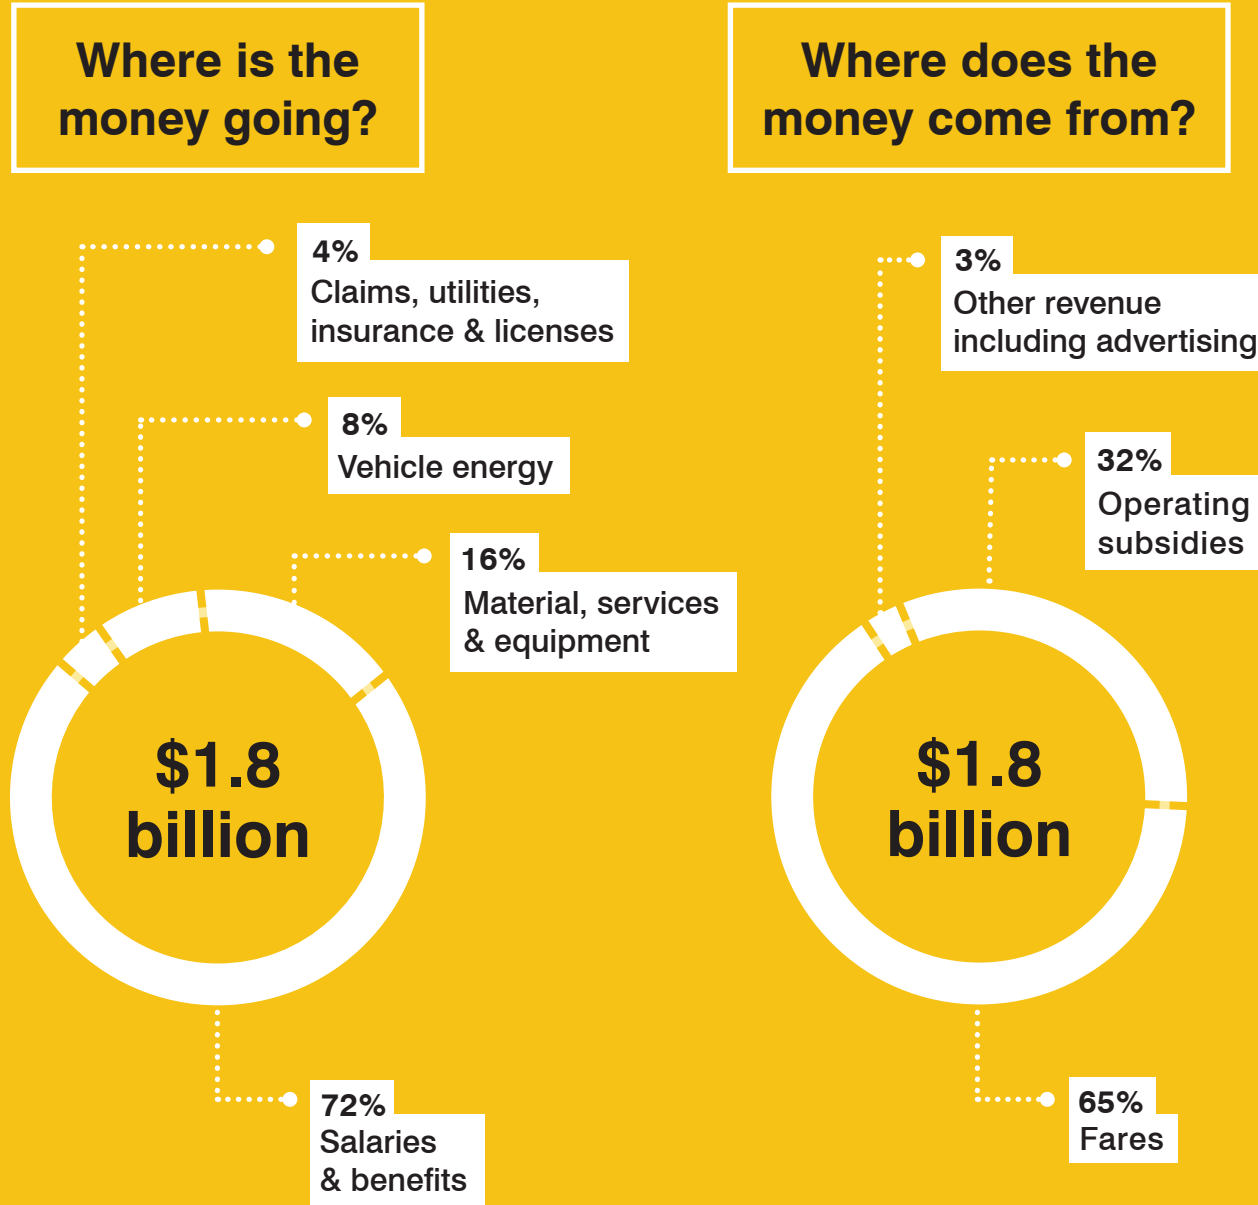 Where is the
money going?
4%
Claims, utilities,
insurance & licenses
8%
Vehicle energy
16%
Material, services
& equipment
$1.8
billion
72%
Salaries
& benefits
Where does the
money come from?
3%
Other revenue
including advertising
32%
Operating
subsidies
$1.8
billion
65%
Fares